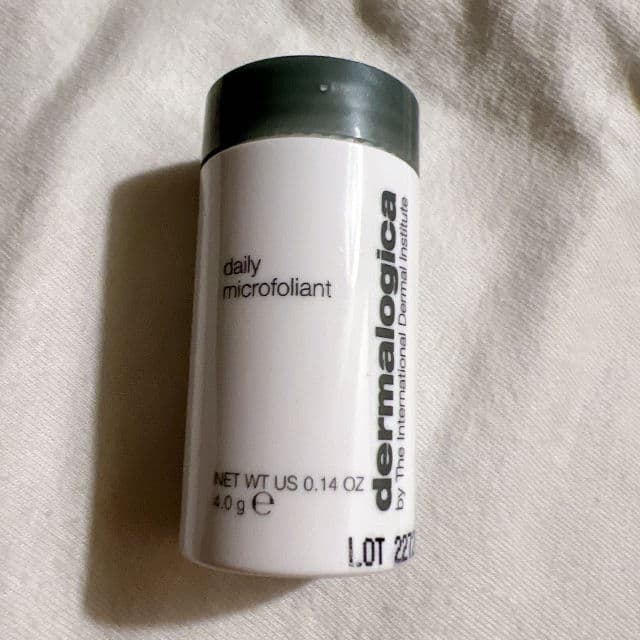 daily
microfoliant
NET WT US 0.14 OZ
4.0 g ℮
dermalogica
by The International Dermal Institute
LOT